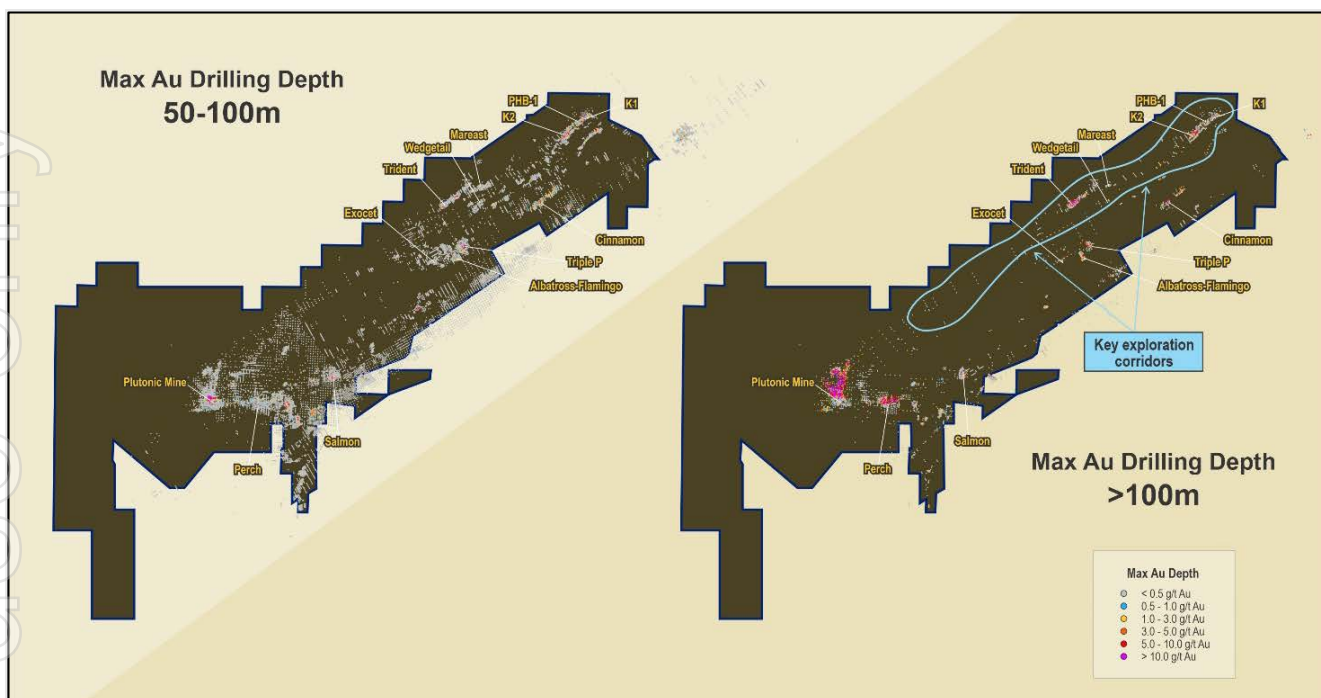 Max Au Drilling Depth
50-100m
PHB-1
K1
K2
Mareast
Wedgetail
Trident
Exocet
Cinnamon
Triple P
Albatross-Flamingo
Plutonic Mine
Salmon
Perch
PHB-1
K1
K2
Mareast
Wedgetail
Trident
Exocet
Cinnamon
Triple P
Albatross-Flamingo
Key exploration
corridors
Plutonic Mine
Salmon
Perch
Max Au Drilling Depth
>100m
Max Au Depth
< 0.5 g/t Au
0.5 - 1.0 g/t Au
1.0 - 3.0 g/t Au
3.0 - 5.0 g/t Au
5.0 - 10.0 g/t Au
> 10.0 g/t Au